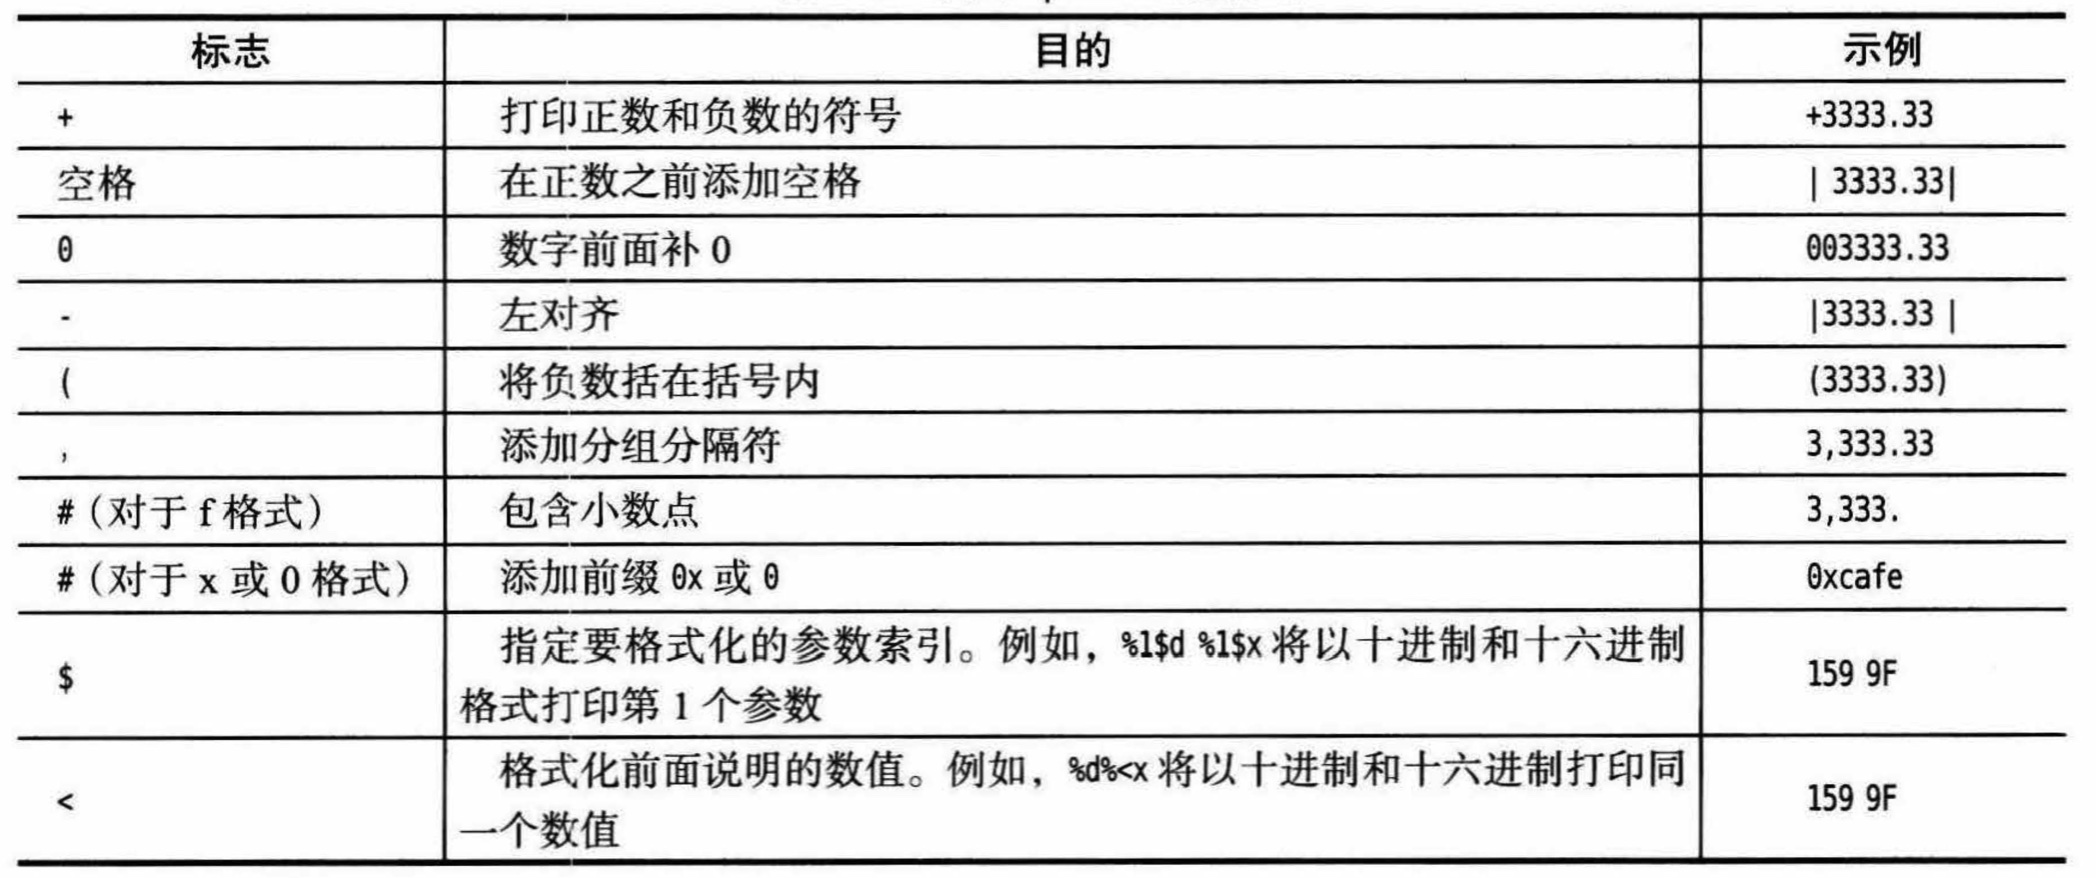 标志 目的 示例
+ 打印正数和负数的符号 +3333.33
空格 在正数之前添加空格 | 3333.33|
0 数字前面补 0 003333.33
- 左对齐 |3333.33 |
( 将负数括在括号内 (3333.33)
, 添加分组分隔符 3,333.33
#（对于 f 格式） 包含小数点 3,333.
#（对于 x 或 0 格式） 添加前缀 0x 或 0 0xcafe
$ 指定要格式化的参数索引。例如，%1$d %1$x 将以十进制和十六进制
格式打印第 1 个参数 159 9F
< 格式化前面说明的数值。例如，%d%<x 将以十进制和十六进制打印同
一个数值 159 9F